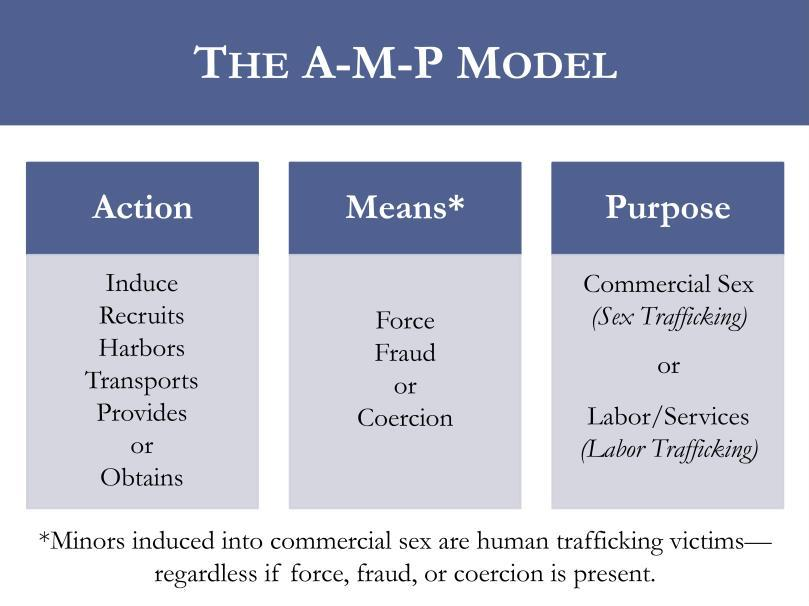 THE A-M-P MODEL
Action
Induce
Recruits
Harbors
Transports
Provides
or
Obtains
Means*
Force
Fraud
or
Coercion
Purpose
Commercial Sex
(Sex Trafficking)
or
Labor/Services
(Labor Trafficking)
*Minors induced into commercial sex are human trafficking victims—
regardless if force, fraud, or coercion is present.